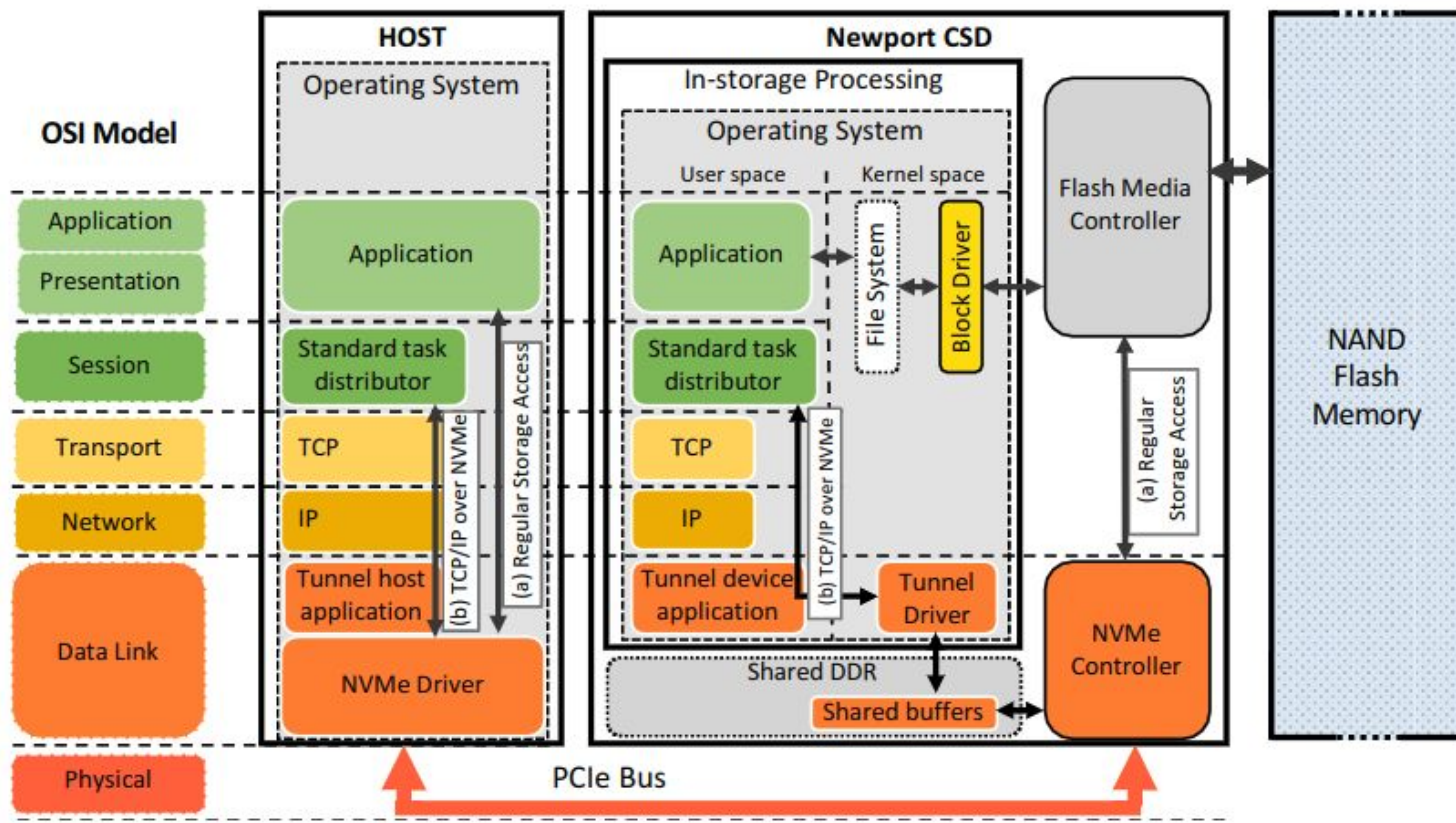 HOST
Newport CSD
Operating System
In-storage Processing
OSI Model
Operating System
User space
Kernel space
Application
Presentation
Application
Application
File System
Block Driver
Flash Media
Controller
Session
Standard task
distributor
Standard task
distributor
NAND
Flash
Memory
Transport
TCP
TCP
Network
IP
IP
(b) TCP/IP over NVMe
(a) Regular Storage Access
(b) TCP/IP over NVMe
(a) Regular
Storage Access
Data Link
Tunnel host
application
Tunnel device
application
Tunnel
Driver
NVMe
Controller
NVMe Driver
Shared DDR
Shared buffers
Physical
PCIe Bus